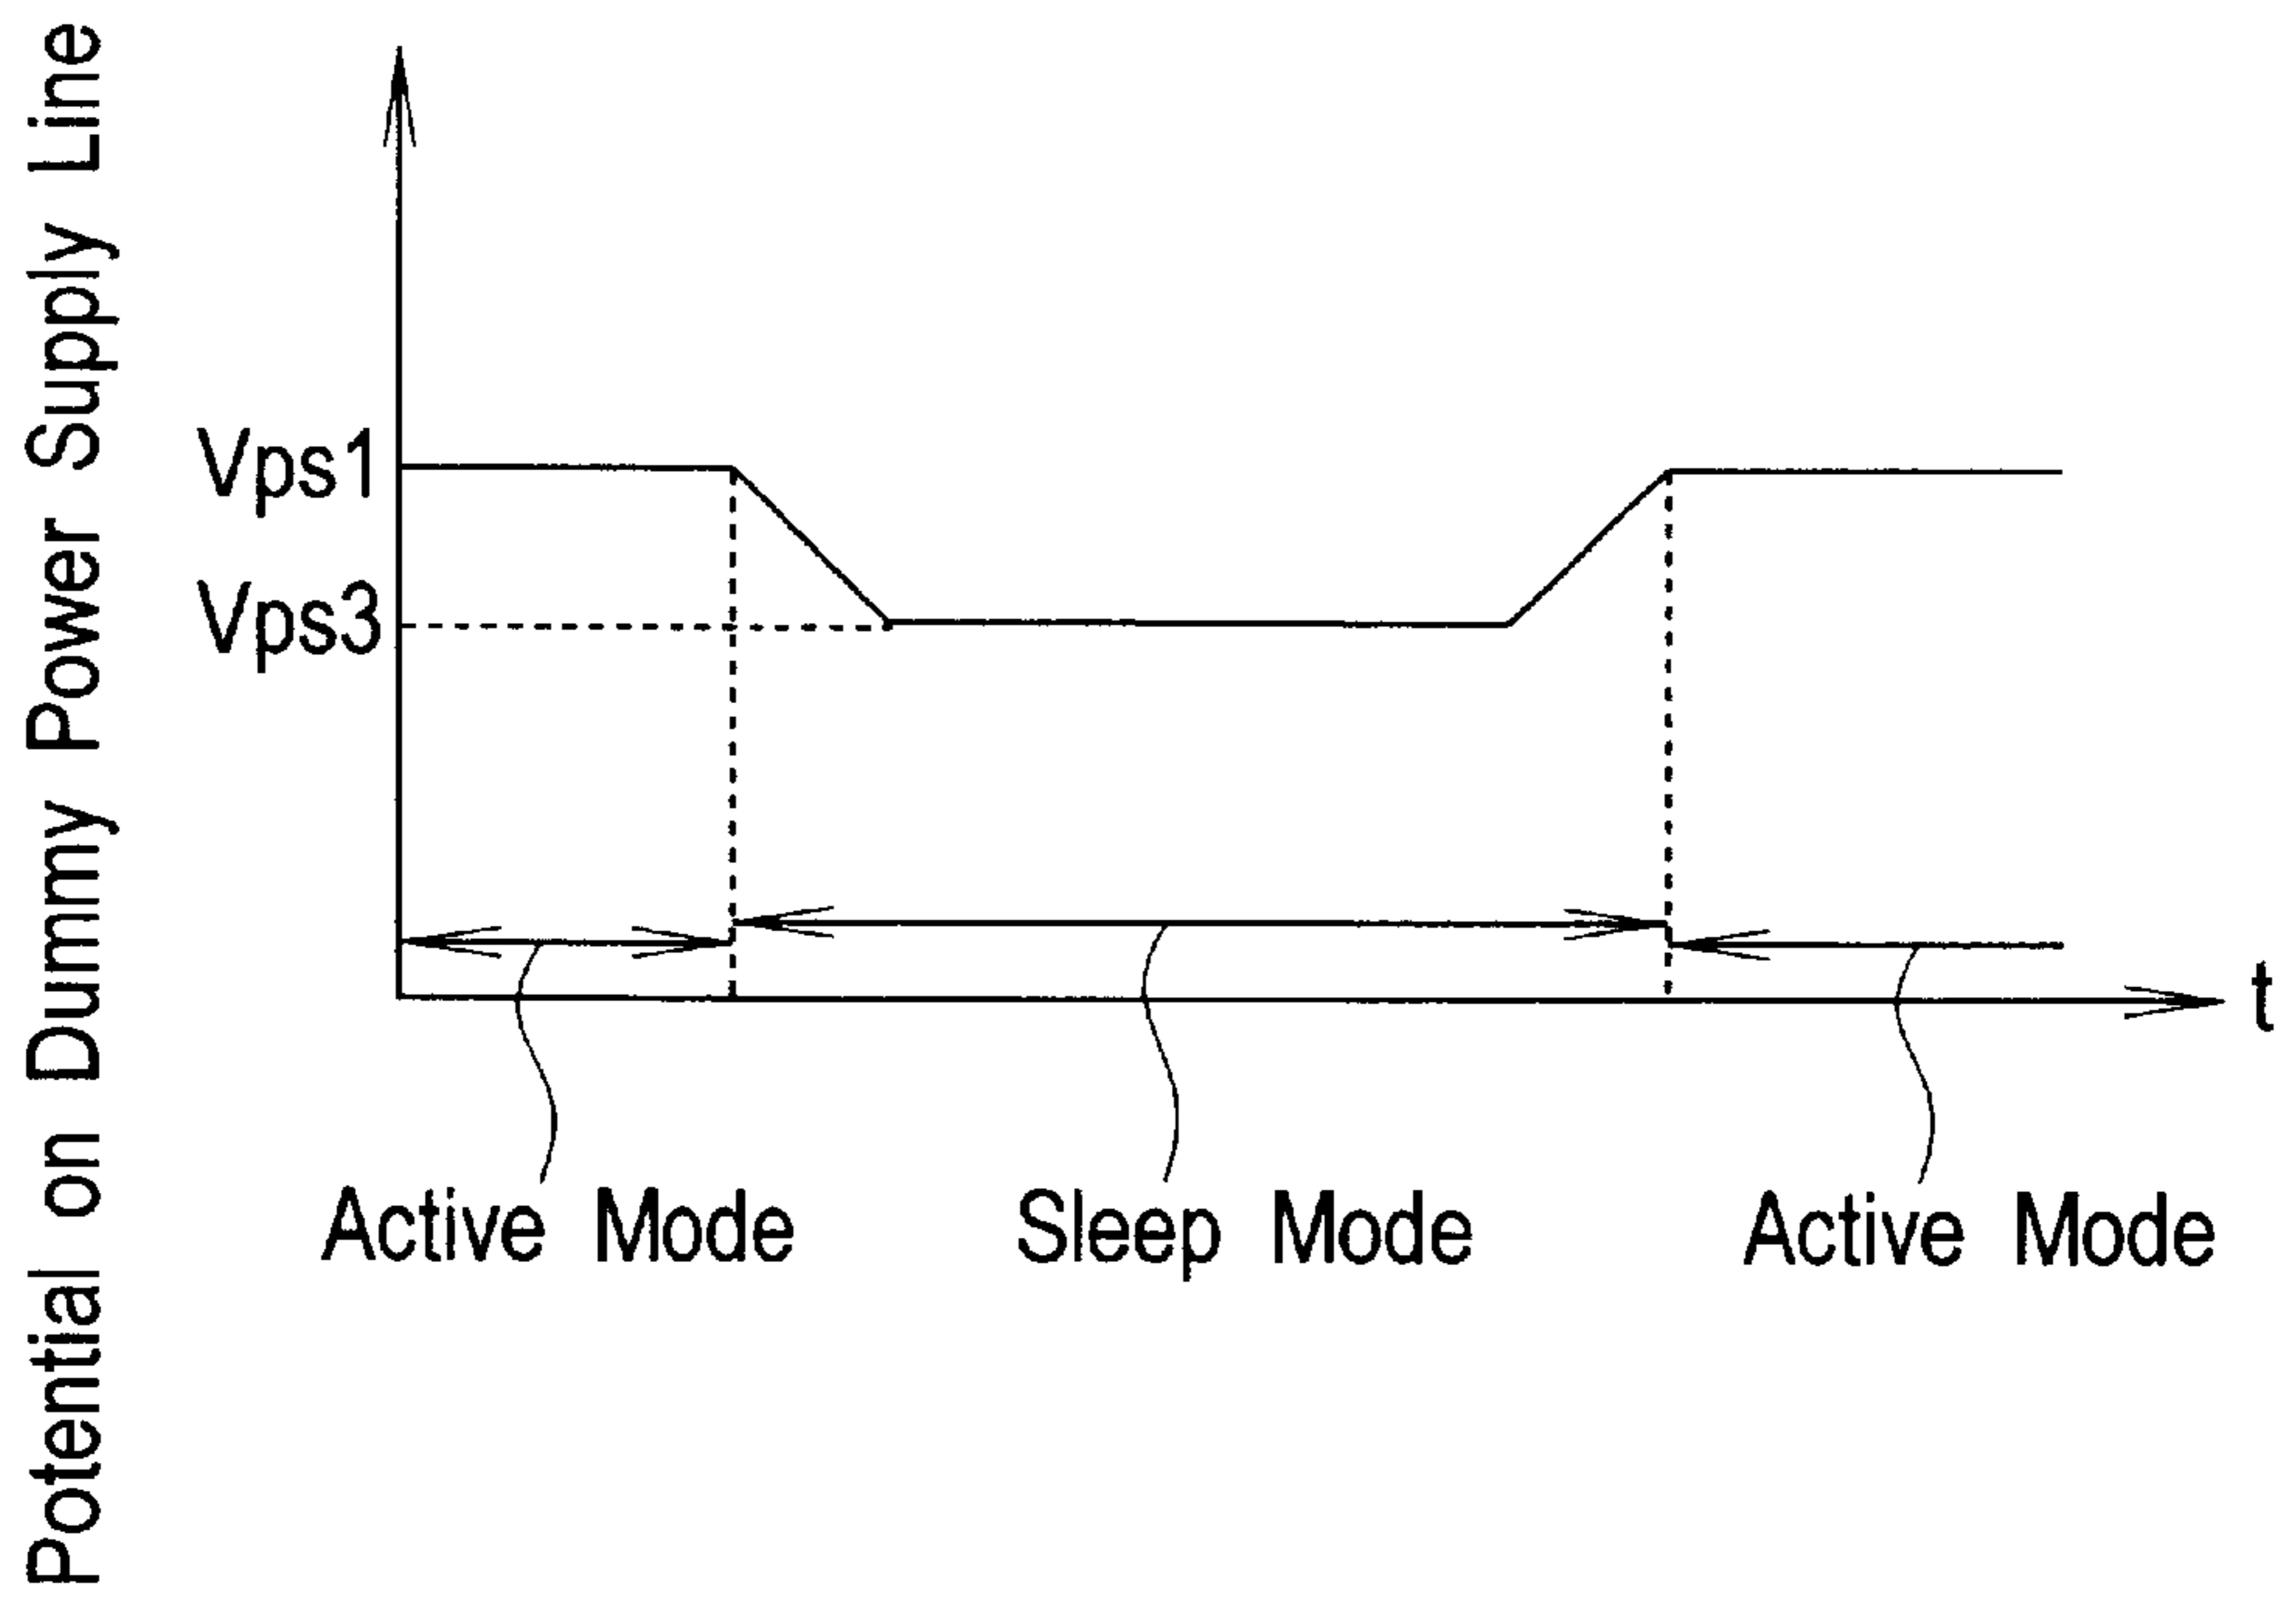 Potential on Dummy Power Supply Line
Vps1
Vps3
t
Active Mode
Sleep Mode
Active Mode